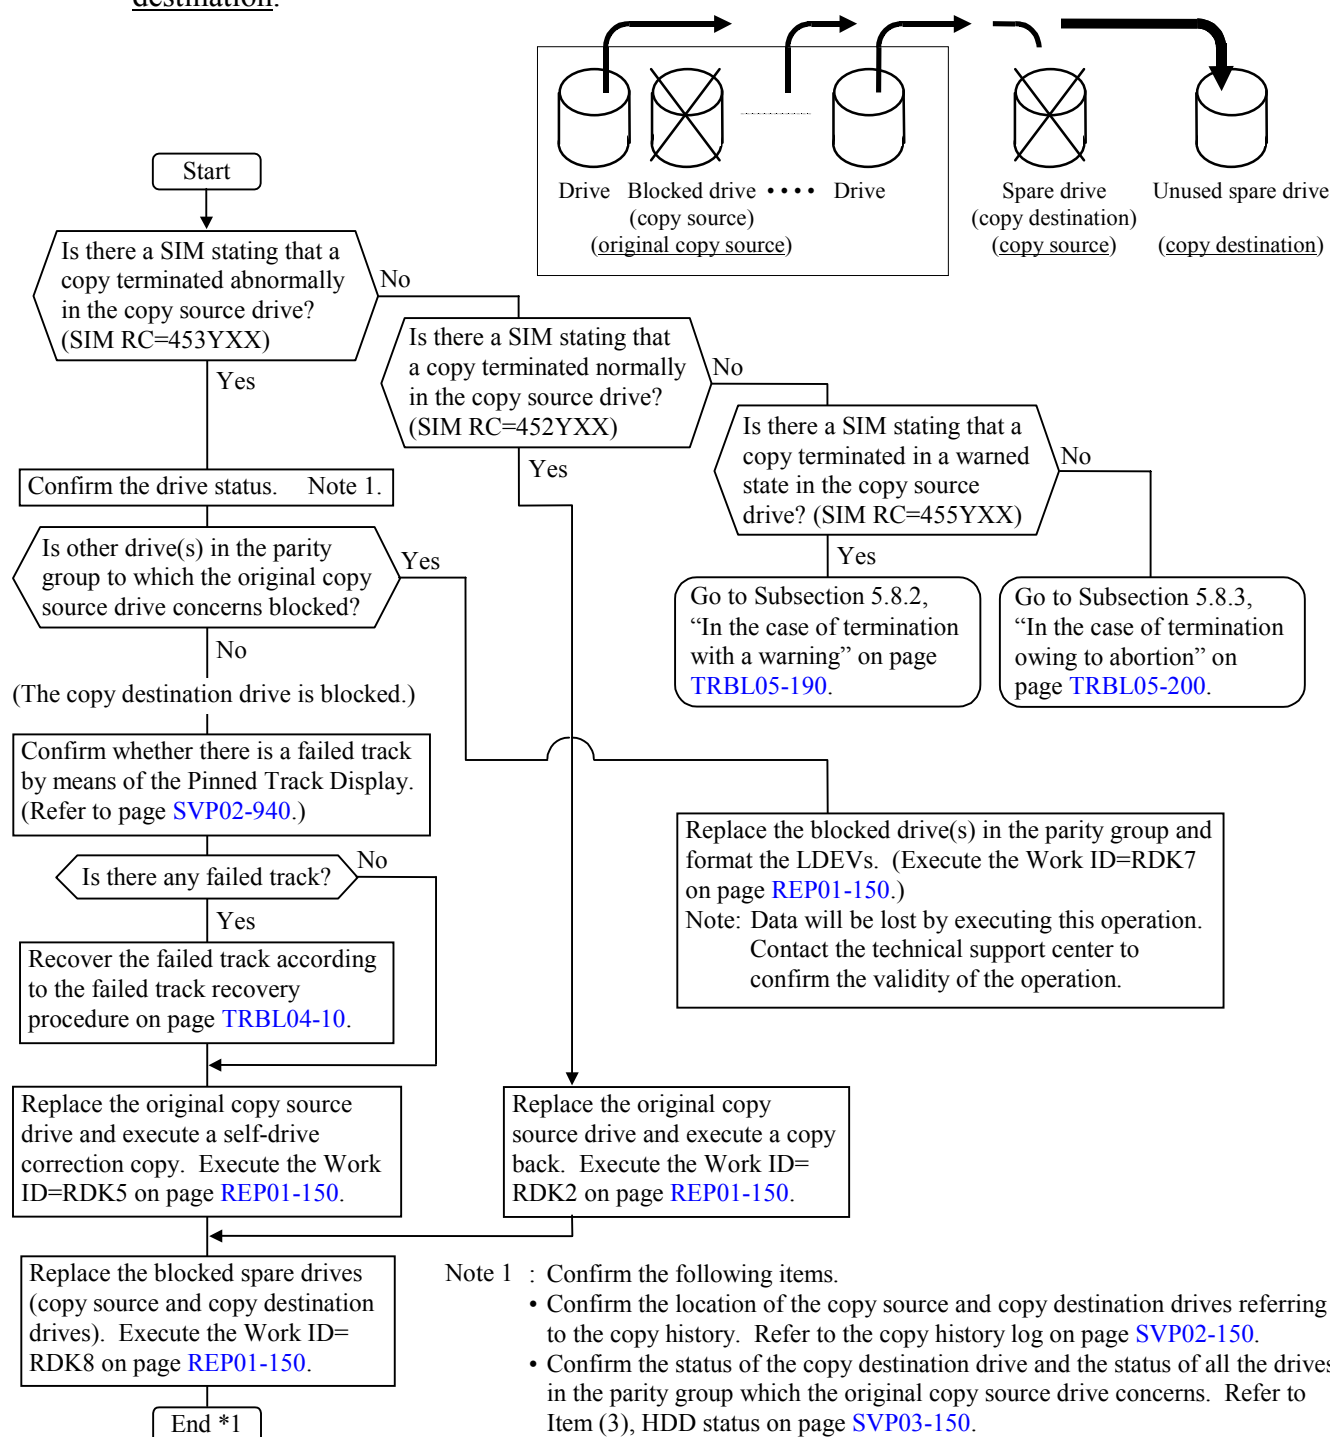 destination.
Drive Blocked drive • • • • Drive
(copy source)
(original copy source)
Spare drive
(copy destination)
(copy source)
Unused spare drive
(copy destination)
Start
Is there a SIM stating that a
copy terminated abnormally
in the copy source drive?
(SIM RC=453YXX)
No
Yes
Is there a SIM stating that
a copy terminated normally
in the copy source drive?
(SIM RC=452YXX)
No
Yes
Is there a SIM stating that a
copy terminated in a warned
state in the copy source
drive? (SIM RC=455YXX)
No
Yes
Confirm the drive status. Note 1.
Is other drive(s) in the parity
group to which the original copy
source drive concerns blocked?
Yes
No
Go to Subsection 5.8.2,
“In the case of termination
with a warning” on page
TRBL05-190.
Go to Subsection 5.8.3,
“In the case of termination
owing to abortion” on
page TRBL05-200.
(The copy destination drive is blocked.)
Confirm whether there is a failed track
by means of the Pinned Track Display.
(Refer to page SVP02-940.)
Is there any failed track?
No
Yes
Replace the blocked drive(s) in the parity group and
format the LDEVs. (Execute the Work ID=RDK7
on page REP01-150.)
Note: Data will be lost by executing this operation.
Contact the technical support center to
confirm the validity of the operation.
Recover the failed track according
to the failed track recovery
procedure on page TRBL04-10.
Replace the original copy source
drive and execute a self-drive
correction copy. Execute the Work
ID=RDK5 on page REP01-150.
Replace the original copy
source drive and execute a copy
back. Execute the Work ID=
RDK2 on page REP01-150.
Replace the blocked spare drives
(copy source and copy destination
drives). Execute the Work ID=
RDK8 on page REP01-150.
End *1
Note 1 : Confirm the following items.
• Confirm the location of the copy source and copy destination drives referring
to the copy history. Refer to the copy history log on page SVP02-150.
• Confirm the status of the copy destination drive and the status of all the drives
in the parity group which the original copy source drive concerns. Refer to
Item (3), HDD status on page SVP03-150.